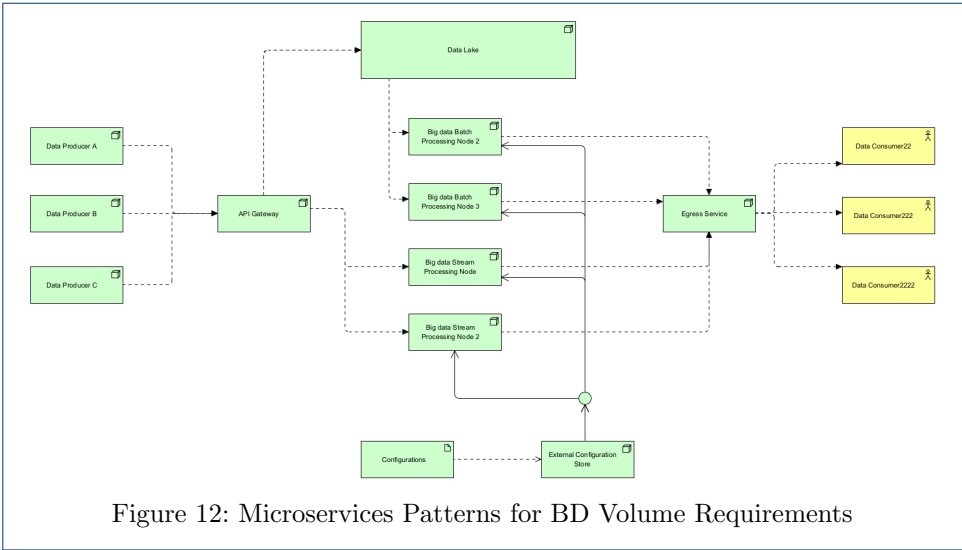 Data Lake
Big data Batch
Processing Node 2
Data Producer A
Data Consumer22
Big data Batch
Processing Node 3
Data Producer B
API Gateway
Egress Service
Data Consumer222
Big data Stream
Processing Node
Data Producer C
Data Consumer2222
Big data Stream
Processing Node 2
Configurations
External Configuration
Store
Figure 12: Microservices Patterns for BD Volume Requirements